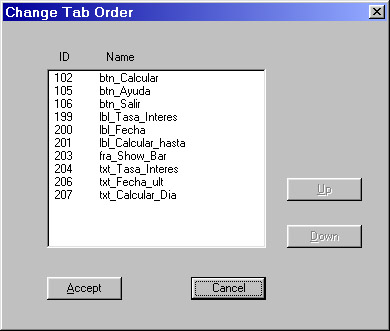 Change Tab Order
ID Name
102 btn_Calcular
105 btn_Ayuda
106 btn_Salir
199 lbl_Tasa_Interes
200 lbl_Fecha
201 lbl_Calcular_hasta
203 fra_Show_Bar
204 txt_Tasa_Interes
206 txt_Fecha_ult
207 txt_Calcular_Dia
Up
Down
Accept Cancel